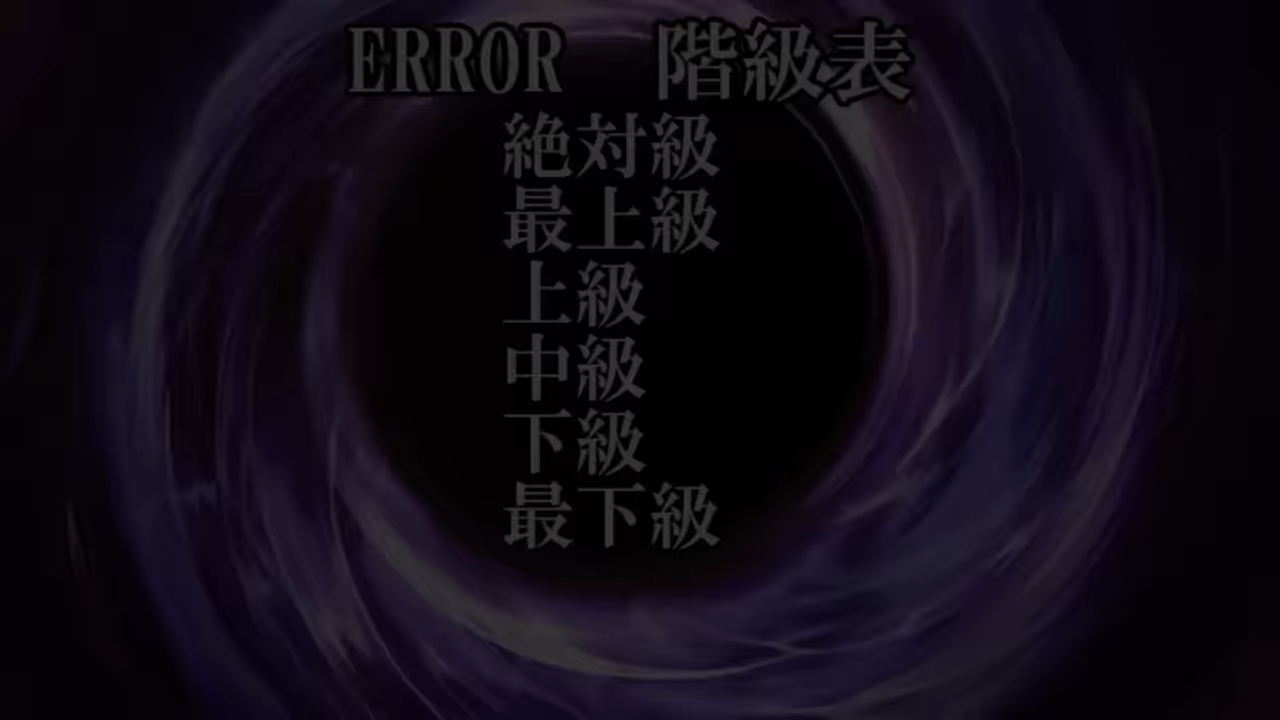 ERROR　階級表
絶対級
最上級
上級
中級
下級
最下級